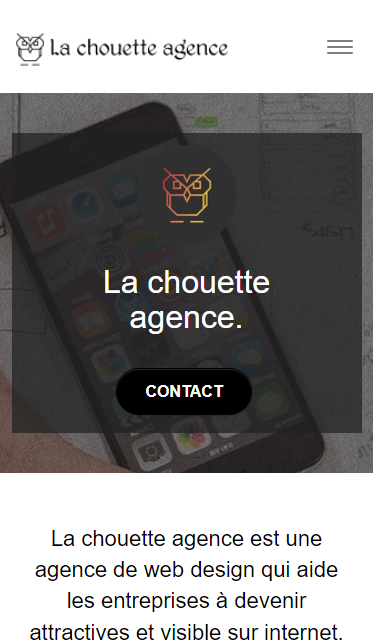 La chouette agence
La chouette
agence.
CONTACT
La chouette agence est une
agence de web design qui aide
les entreprises à devenir
attractives et visible sur internet.